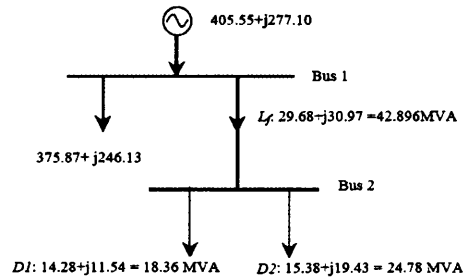 405.55+j277.10
Bus 1
Lf: 29.68+j30.97 =42.896MVA
375.87+ j246.13
Bus 2
D1: 14.28+j11.54 = 18.36 MVA
D2: 15.38+j19.43 = 24.78 MVA